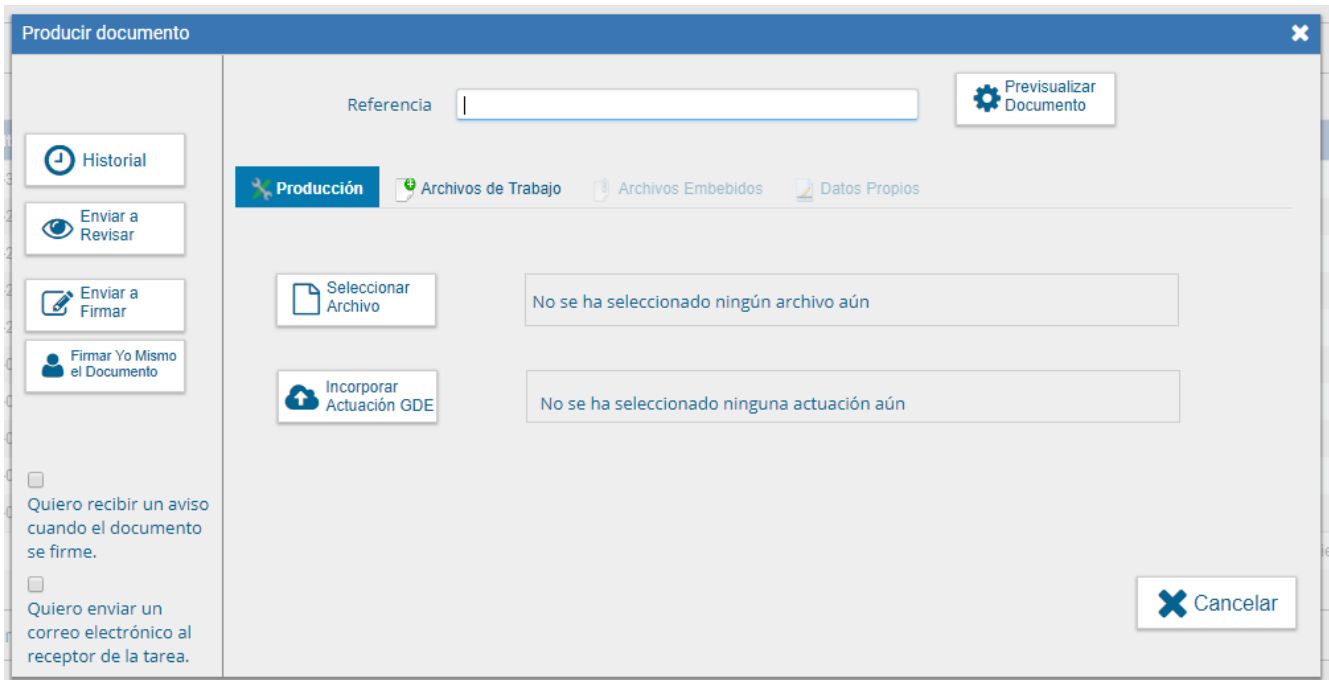 Producir documento
Referencia
Previsualizar
Documento
Historial
Enviar a
Revisar
Enviar a
Firmar
Firmar Yo Mismo
el Documento
Quiero recibir un aviso
cuando el documento
se firme.
Quiero enviar un
correo electrónico al
receptor de la tarea.
Producción
Archivos de Trabajo
Archivos Embebidos
Datos Propios
Seleccionar
Archivo
No se ha seleccionado ningún archivo aún
Incorporar
Actuación GDE
No se ha seleccionado ninguna actuación aún
Cancelar